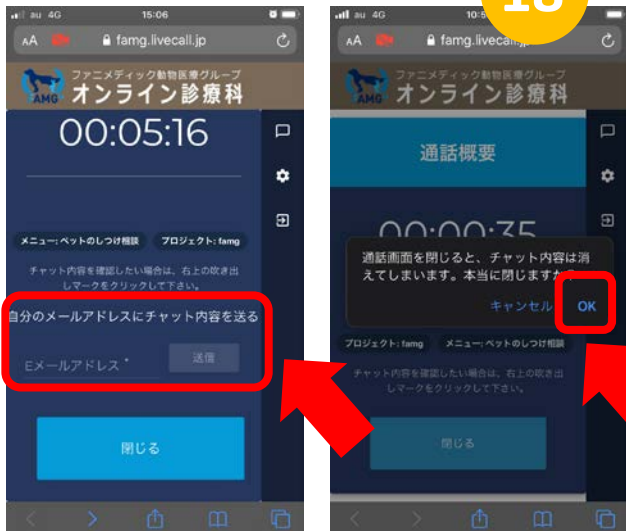 au 4G
15:06
AA
famg.livecall.jp
AMG
ファニメディック動物医療グループ
オンライン診療科
00:05:16
メニュー: ペットのしつけ相談
プロジェクト: famg
チャット内容を確認したい場合は、右上の吹き出
しマークをクリックして下さい。
自分のメールアドレスにチャット内容を送る
Eメールアドレス *
送信
閉じる
au 4G
AA
AMG
ファニメディック動物医療グループ
オンライン診療科
通話概要
00:00:35
通話画面を閉じると、チャット内容は消
えてしまいます。本当に閉じますか
キャンセル
OK
プロジェクト: famg
メニュー: ペットのしつけ相談
チャット内容を確認したい場合は、右上の吹き出
しマークをクリックして下さい。
閉じる